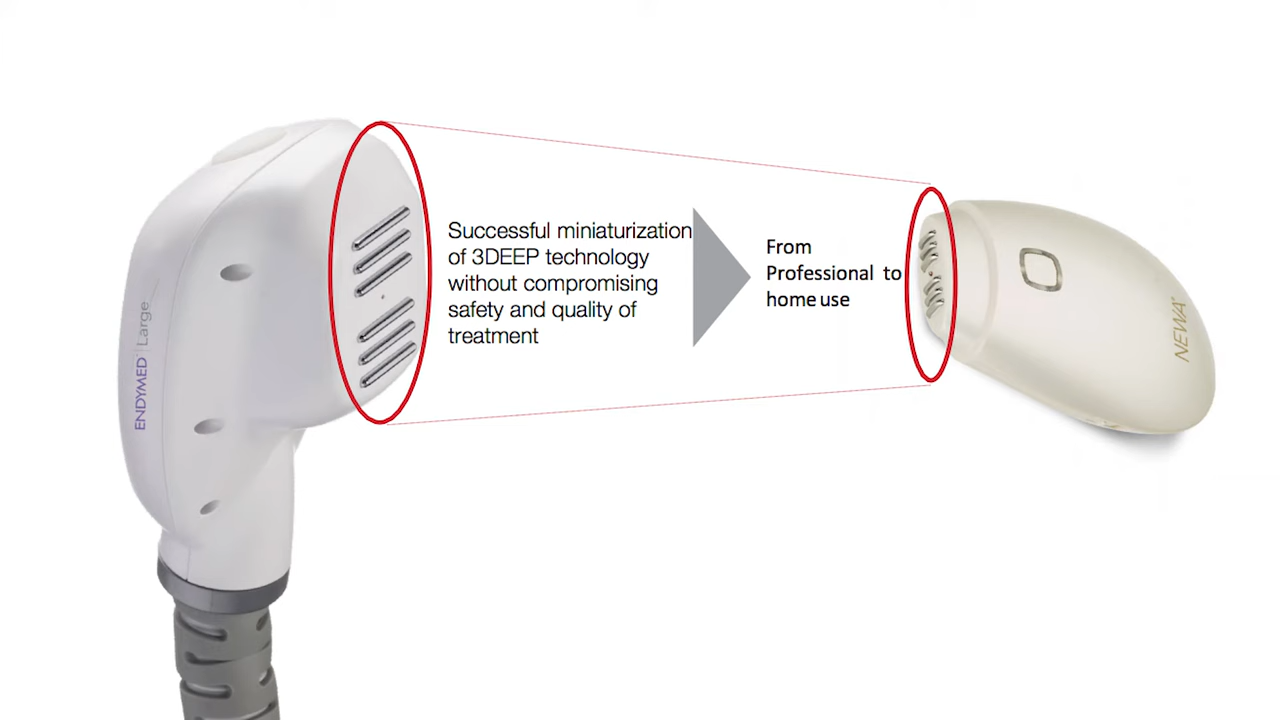 ENDYMED Large
Successful miniaturization
of 3DEEP technology
without compromising
safety and quality of
treatment
From
Professional to
home use
NEWA™